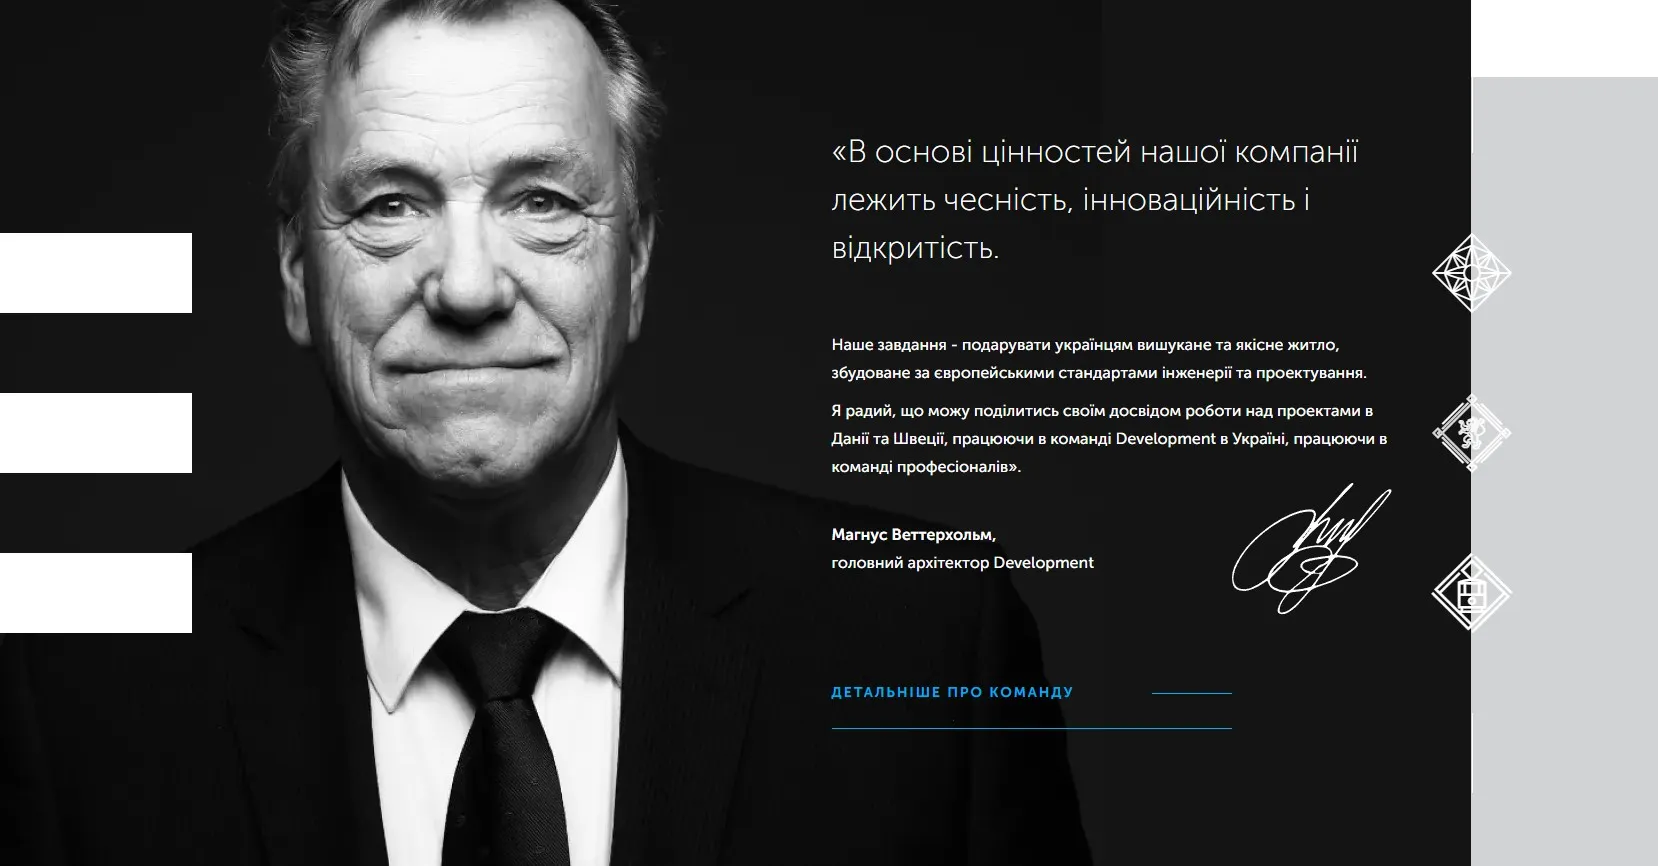 «В основі цінностей нашої компанії
лежить чесність, інноваційність і
відкритість.
Наше завдання - подарувати українцям вишукане та якісне житло,
збудоване за європейськими стандартами інженерії та проектування.
Я радий, що можу поділитись своїм досвідом роботи над проектами в
Данії та Швеції, працюючи в команді Development в Україні, працюючи в
команді професіоналів».
Магнус Веттерхольм,
головний архітектор Development
ДЕТАЛЬНІШЕ ПРО КОМАНДУ